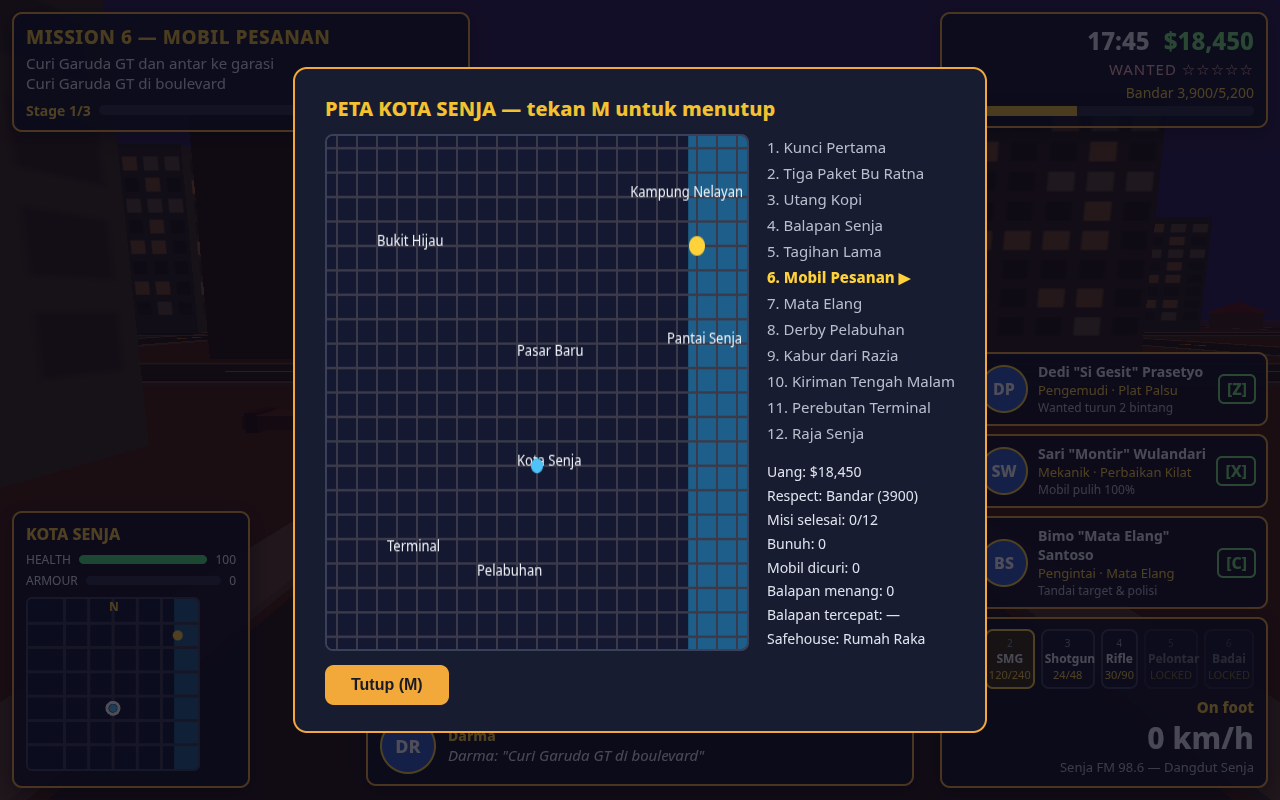 MISSION 6 — MOBIL PESANAN
Curi Garuda GT dan antar ke garasi
Curi Garuda GT di boulevard
Stage 1/3
17:45 $18,450
WANTED ☆☆☆☆☆
Bandar 3,900/5,200
PETA KOTA SENJA — tekan M untuk menutup
Kampung Nelayan
Bukit Hijau
Pantai Senja
Pasar Baru
Kota Senja
Terminal
Pelabuhan
1. Kunci Pertama
2. Tiga Paket Bu Ratna
3. Utang Kopi
4. Balapan Senja
5. Tagihan Lama
6. Mobil Pesanan ▶
7. Mata Elang
8. Derby Pelabuhan
9. Kabur dari Razia
10. Kiriman Tengah Malam
11. Perebutan Terminal
12. Raja Senja
Uang: $18,450
Respect: Bandar (3900)
Misi selesai: 0/12
Bunuh: 0
Mobil dicuri: 0
Balapan menang: 0
Balapan tercepat: —
Safehouse: Rumah Raka
Tutup (M)
DP
Dedi "Si Gesit" Prasetyo
Pengemudi · Plat Palsu
Wanted turun 2 bintang
[Z]
SW
Sari "Montir" Wulandari
Mekanik · Perbaikan Kilat
Mobil pulih 100%
[X]
BS
Bimo "Mata Elang"
Santoso
Pengintai · Mata Elang
Tandai target & polisi
[C]
KOTA SENJA
HEALTH 100
ARMOUR 0
N
DR
Darma
Darma: "Curi Garuda GT di boulevard"
2
SMG
120/240
3
Shotgun
24/48
4
Rifle
30/90
5
Pelontar
LOCKED
6
Badai
LOCKED
On foot
0 km/h
Senja FM 98.6 — Dangdut Senja